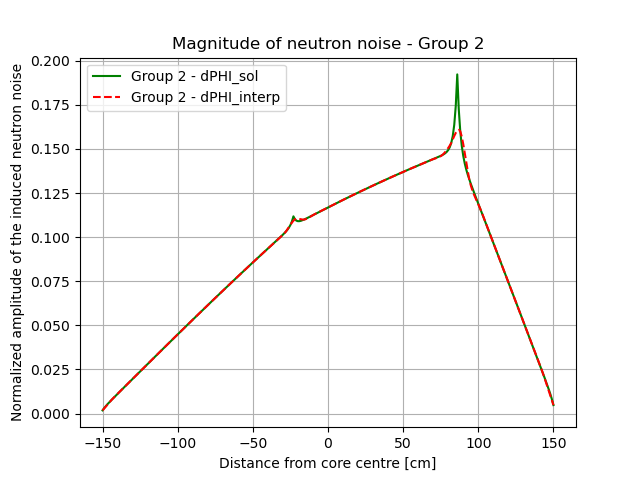 Magnitude of neutron noise - Group 2
Normalized amplitude of the induced neutron noise
0.200
0.175
0.150
0.125
0.100
0.075
0.050
0.025
0.000
Group 2 - dPHI_sol
Group 2 - dPHI_interp
−150 −100 −50 0 50 100 150
Distance from core centre [cm]